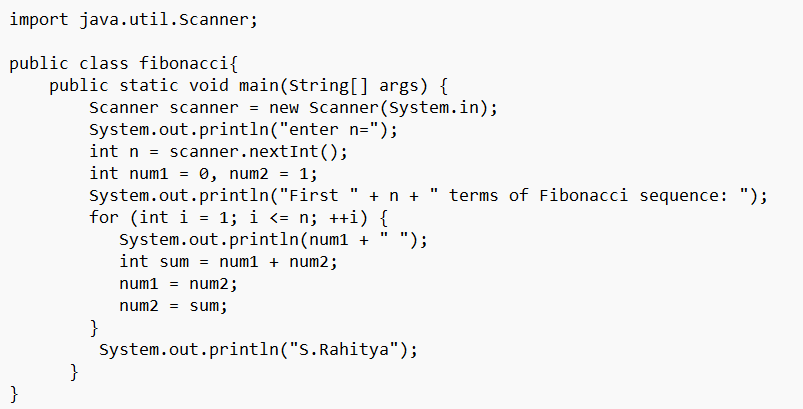 import java.util.Scanner;

public class fibonacci{
    public static void main(String[] args) {
        Scanner scanner = new Scanner(System.in);
        System.out.println("enter n=");
        int n = scanner.nextInt();
        int num1 = 0, num2 = 1;
        System.out.println("First " + n + " terms of Fibonacci sequence: ");
        for (int i = 1; i <= n; ++i) {
           System.out.println(num1 + " ");
           int sum = num1 + num2;
           num1 = num2;
           num2 = sum;
        }
         System.out.println("S.Rahitya");
      }
}